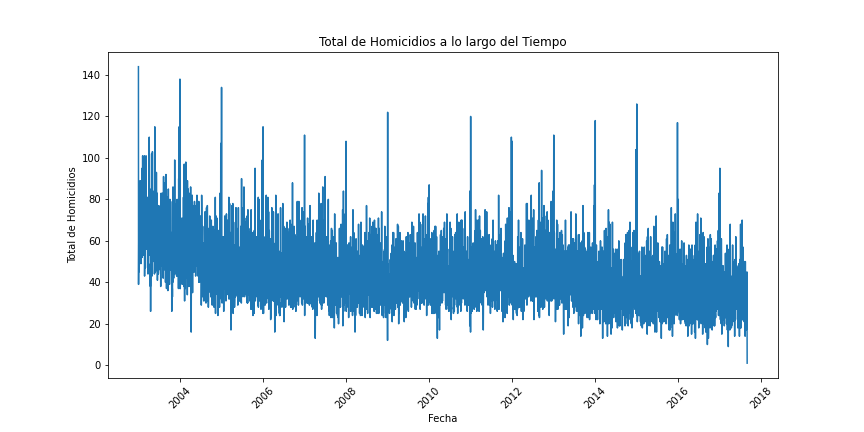 Total de Homicidios a lo largo del Tiempo
Total de Homicidios
140
120
100
80
60
40
20
0
2004 2006 2008 2010 2012 2014 2016 2018
Fecha